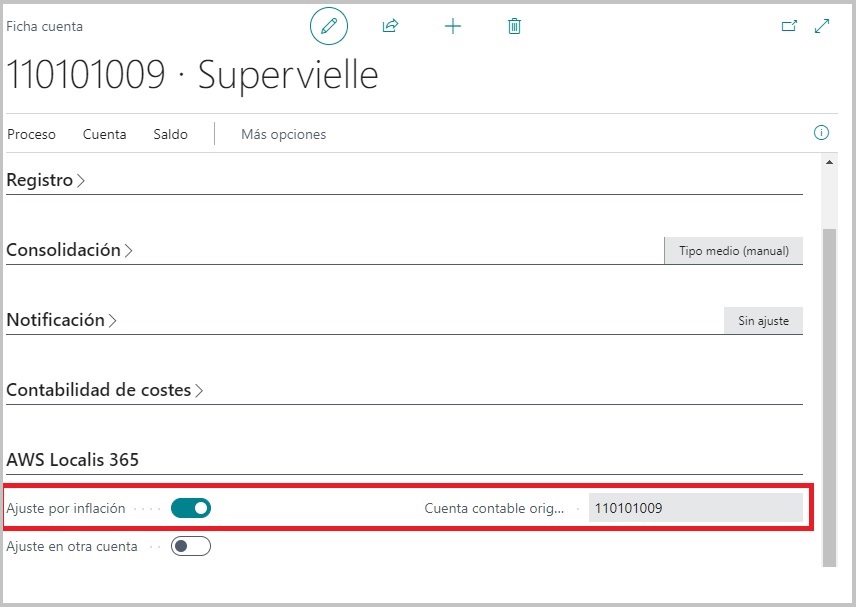 Ficha cuenta
110101009 · Supervielle
Proceso Cuenta Saldo Más opciones
Registro
Consolidación Tipo medio (manual)
Notificación Sin ajuste
Contabilidad de costes
AWS Localis 365
Ajuste por inflación Cuenta contable orig... 110101009
Ajuste en otra cuenta